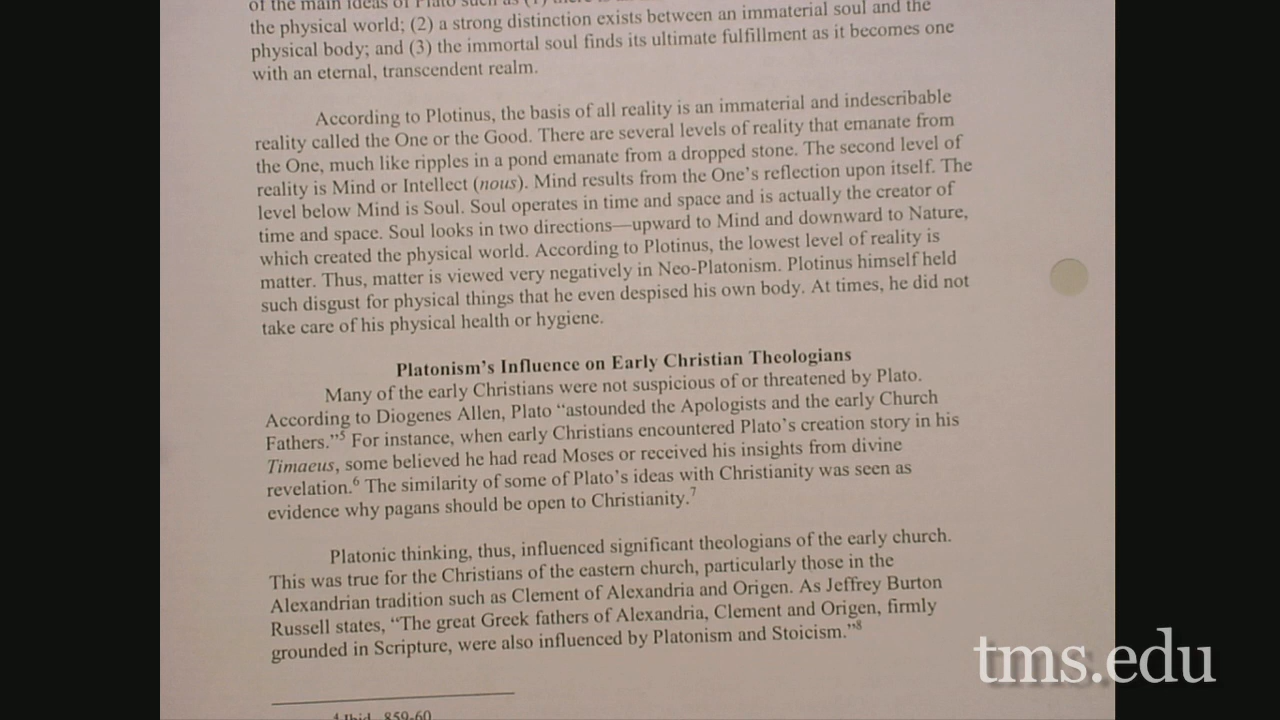 of the main ideas of Plato such as (1) there is an
the physical world; (2) a strong distinction exists between an immaterial soul and the
physical body; and (3) the immortal soul finds its ultimate fulfillment as it becomes one
with an eternal, transcendent realm.
According to Plotinus, the basis of all reality is an immaterial and indescribable
reality called the One or the Good. There are several levels of reality that emanate from
the One, much like ripples in a pond emanate from a dropped stone. The second level of
reality is Mind or Intellect (nous). Mind results from the One's reflection upon itself. The
level below Mind is Soul. Soul operates in time and space and is actually the creator of
time and space. Soul looks in two directions—upward to Mind and downward to Nature,
which created the physical world. According to Plotinus, the lowest level of reality is
matter. Thus, matter is viewed very negatively in Neo-Platonism. Plotinus himself held
such disgust for physical things that he even despised his own body. At times, he did not
take care of his physical health or hygiene.
Platonism's Influence on Early Christian Theologians
Many of the early Christians were not suspicious of or threatened by Plato.
According to Diogenes Allen, Plato "astounded the Apologists and the early Church
Fathers."5 For instance, when early Christians encountered Plato's creation story in his
Timaeus, some believed he had read Moses or received his insights from divine
revelation.6 The similarity of some of Plato's ideas with Christianity was seen as
evidence why pagans should be open to Christianity.7
Platonic thinking, thus, influenced significant theologians of the early church.
This was true for the Christians of the eastern church, particularly those in the
Alexandrian tradition such as Clement of Alexandria and Origen. As Jeffrey Burton
Russell states, "The great Greek fathers of Alexandria, Clement and Origen, firmly
grounded in Scripture, were also influenced by Platonism and Stoicism."8
4 Ibid., 859-60.
tms.edu